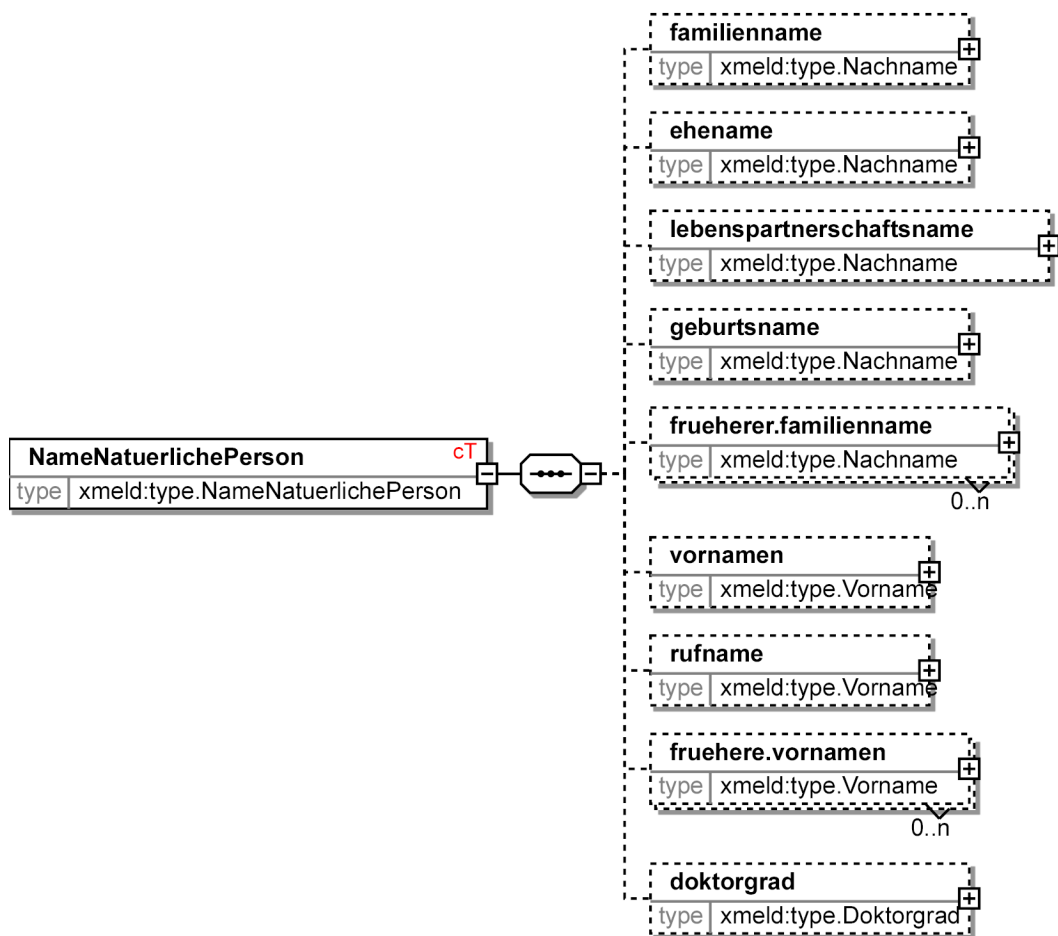 familienname
type xmeld:type.Nachname
ehename
type xmeld:type.Nachname
lebenspartnerschaftsname
type xmeld:type.Nachname
geburtsname
type xmeld:type.Nachname
frueherer.familienname
type xmeld:type.Nachname
0..n
NameNatuerlichePerson cT
type xmeld:type.NameNatuerlichePerson
vornamen
type xmeld:type.Vorname
rufname
type xmeld:type.Vorname
fruehere.vornamen
type xmeld:type.Vorname
0..n
doktorgrad
type xmeld:type.Doktorgrad